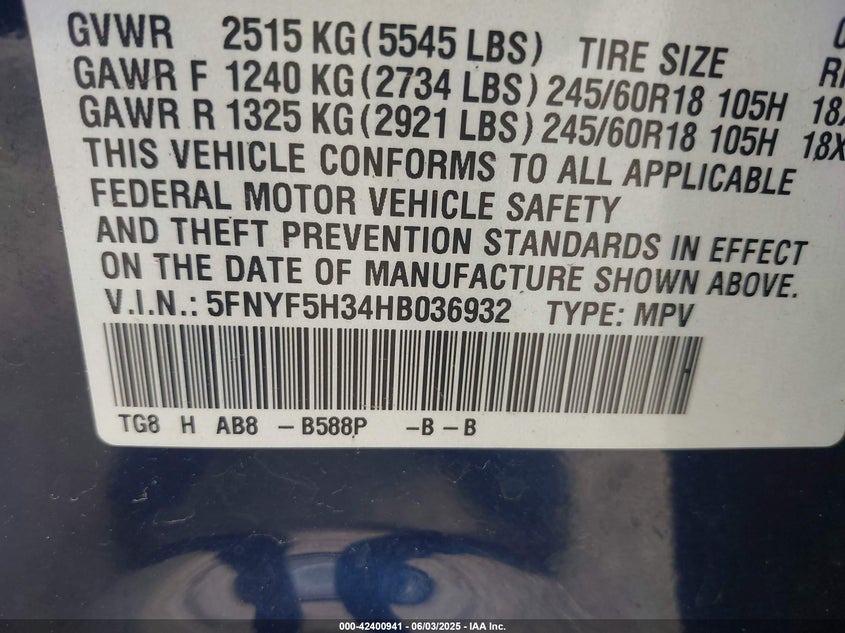 GVWR 2515 KG (5545 LBS) TIRE SIZE
GAWR F 1240 KG (2734 LBS) 245/60R18 105H
GAWR R 1325 KG (2921 LBS) 245/60R18 105H
THIS VEHICLE CONFORMS TO ALL APPLICABLE
FEDERAL MOTOR VEHICLE SAFETY
AND THEFT PREVENTION STANDARDS IN EFFECT
ON THE DATE OF MANUFACTURE SHOWN ABOVE.
V.I.N.: 5FNYF5H34HB036932 TYPE: MPV
TG8 H AB8 - B588P - B - B
000-42400941 - 06/03/2025 - IAA Inc.